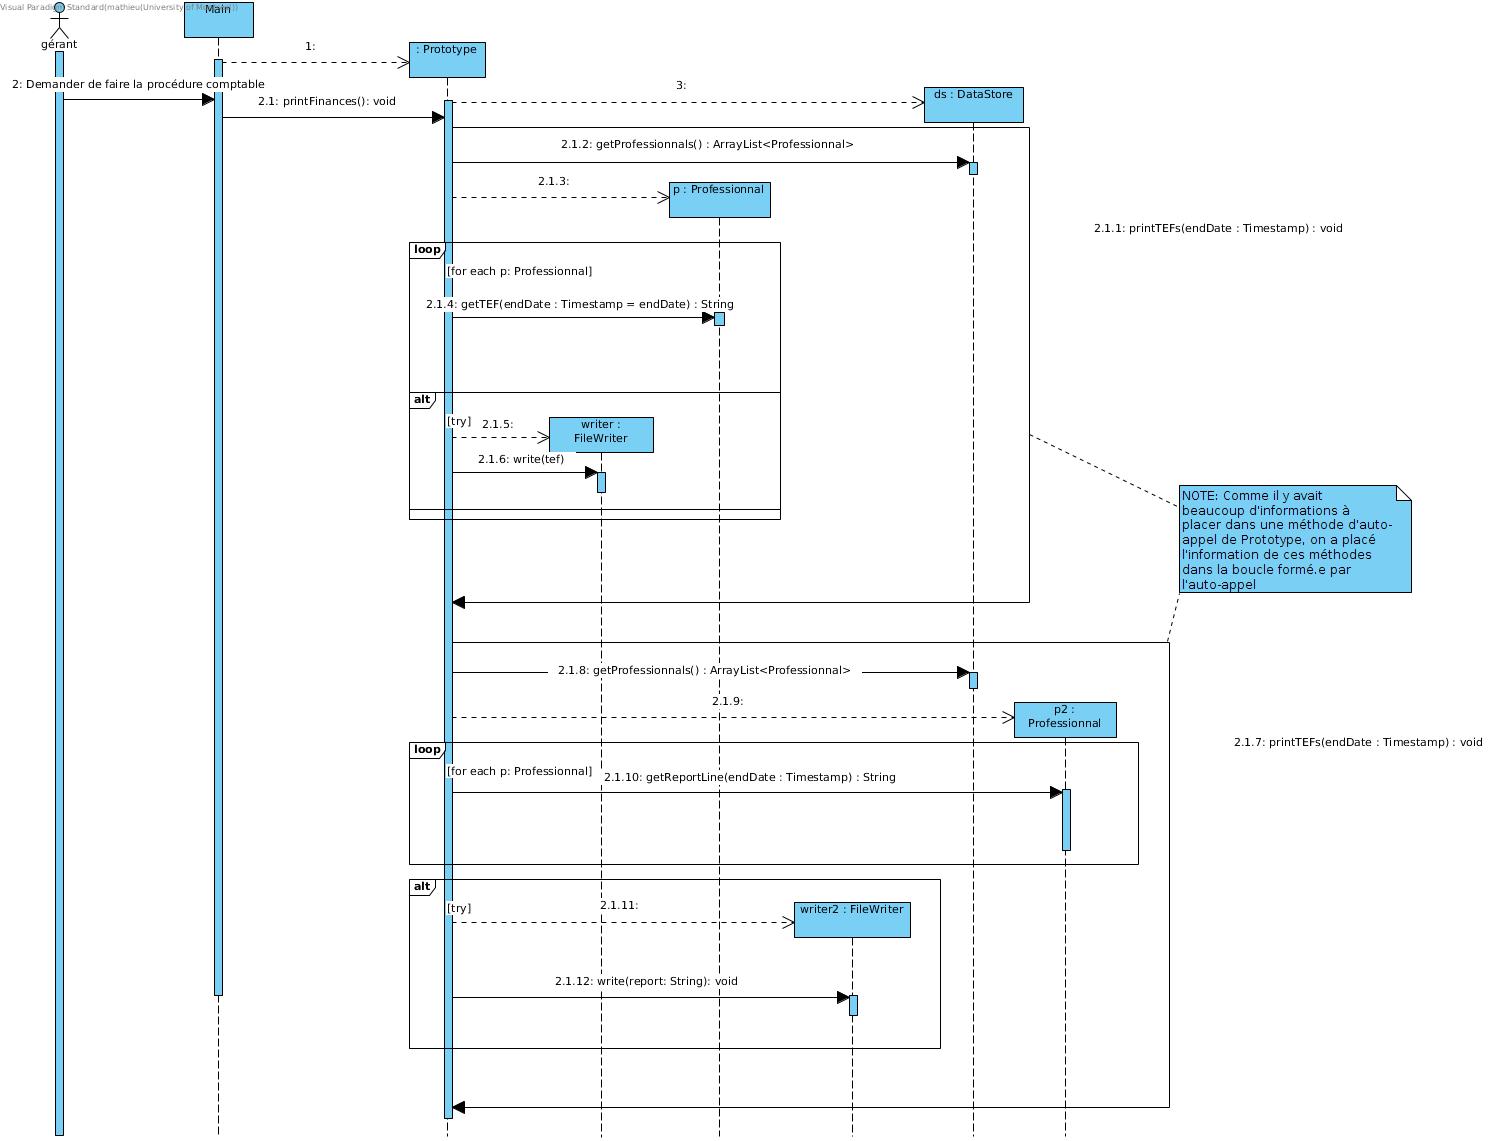 Visual Paradigm Standard(mathieu(University of
Main
gérant
: Prototype
1:
2: Demander de faire la procédure comptable
2.1: printFinances(): void
3:
ds : DataStore
2.1.2: getProfessionnals() : ArrayList<Professionnal>
2.1.3:
p : Professionnal
2.1.1: printTEFs(endDate : Timestamp) : void
loop
[for each p: Professionnal]
2.1.4: getTEF(endDate : Timestamp = endDate) : String
alt
[try]
2.1.5:
writer :
FileWriter
2.1.6: write(tef)
NOTE: Comme il y avait
beaucoup d'informations à
placer dans une méthode d'auto-
appel de Prototype, on a placé
l'information de ces méthodes
dans la boucle formé.e par
l'auto-appel
2.1.8: getProfessionnals() : ArrayList<Professionnal>
2.1.9:
p2 :
Professionnal
2.1.7: printTEFs(endDate : Timestamp) : void
loop
[for each p: Professionnal]
2.1.10: getReportLine(endDate : Timestamp) : String
alt
[try]
2.1.11:
writer2 : FileWriter
2.1.12: write(report: String): void